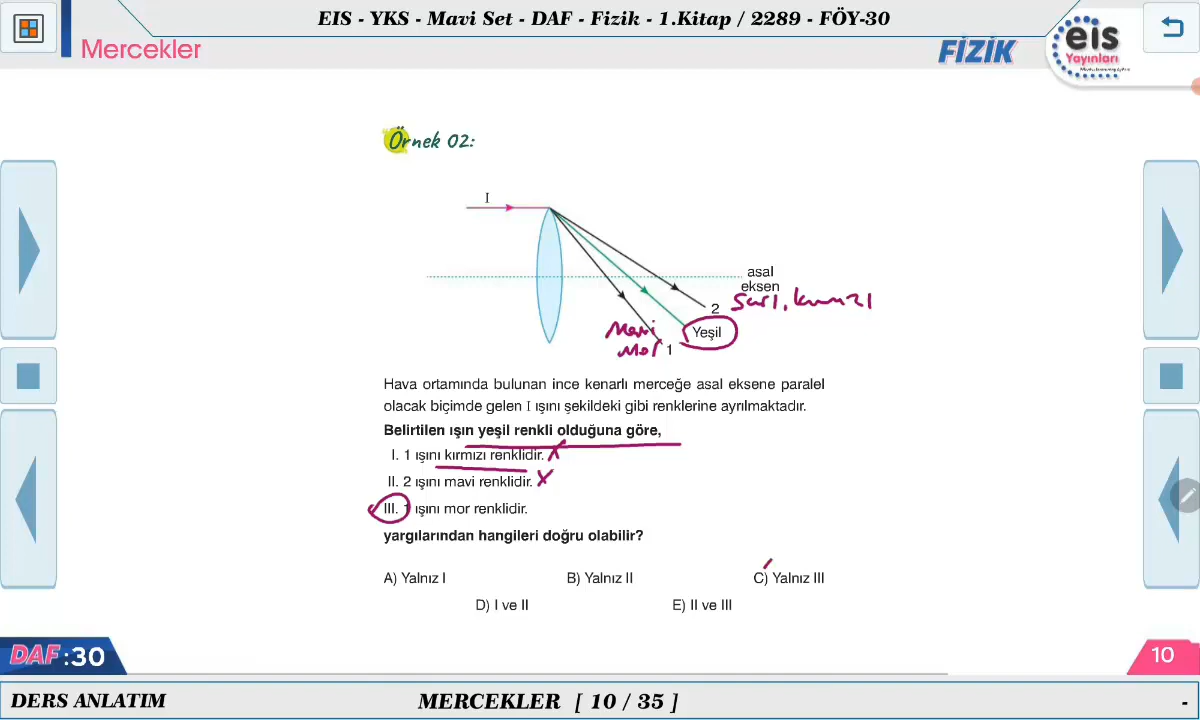 EIS - YKS - Mavi Set - DAF - Fizik - 1.Kitap / 2289 - FÖY-30
Mercekler
FİZİK
eis
Yayınları
Örnek 02:
I
asal
eksen
2
sarı, kırmızı
Yeşil
Mavi
Mor
1
Hava ortamında bulunan ince kenarlı merceğe asal eksene paralel
olacak biçimde gelen I ışını şekildeki gibi renklerine ayrılmaktadır.
Belirtilen ışın yeşil renkli olduğuna göre,
I. 1 ışını kırmızı renklidir.
II. 2 ışını mavi renklidir.
III. 1 ışını mor renklidir.
yargılarından hangileri doğru olabilir?
A) Yalnız I
B) Yalnız II
C) Yalnız III
D) I ve II
E) II ve III
DAF :30
10
DERS ANLATIM
MERCEKLER [ 10 / 35 ]
-